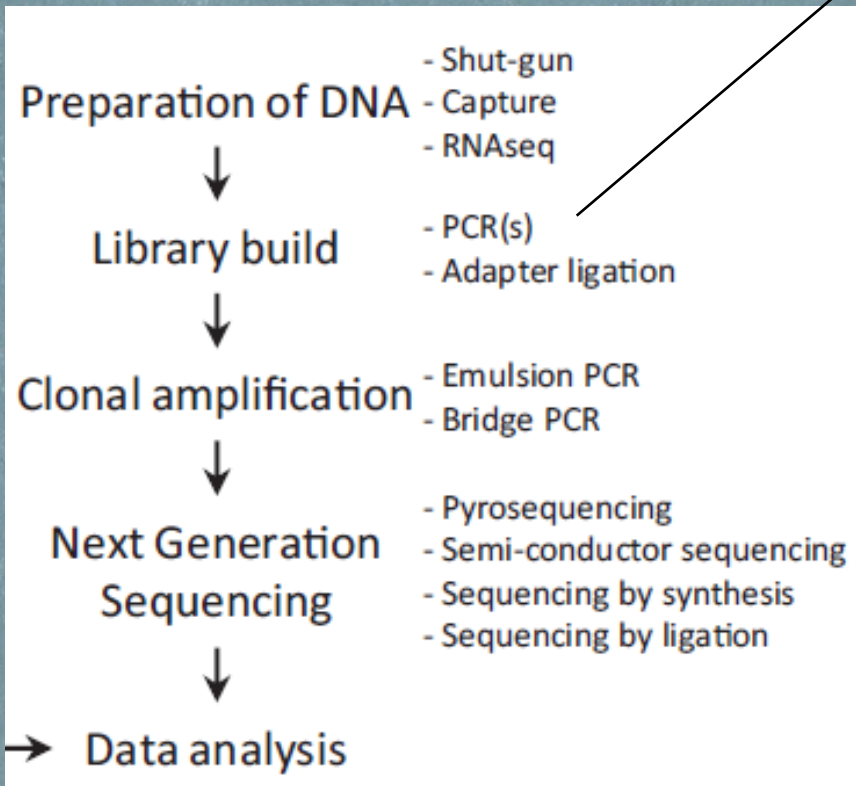 Preparation of DNA
- Shut-gun
- Capture
- RNAseq
Library build
- PCR(s)
- Adapter ligation
Clonal amplification
- Emulsion PCR
- Bridge PCR
Next Generation
Sequencing
- Pyrosequencing
- Semi-conductor sequencing
- Sequencing by synthesis
- Sequencing by ligation
Data analysis